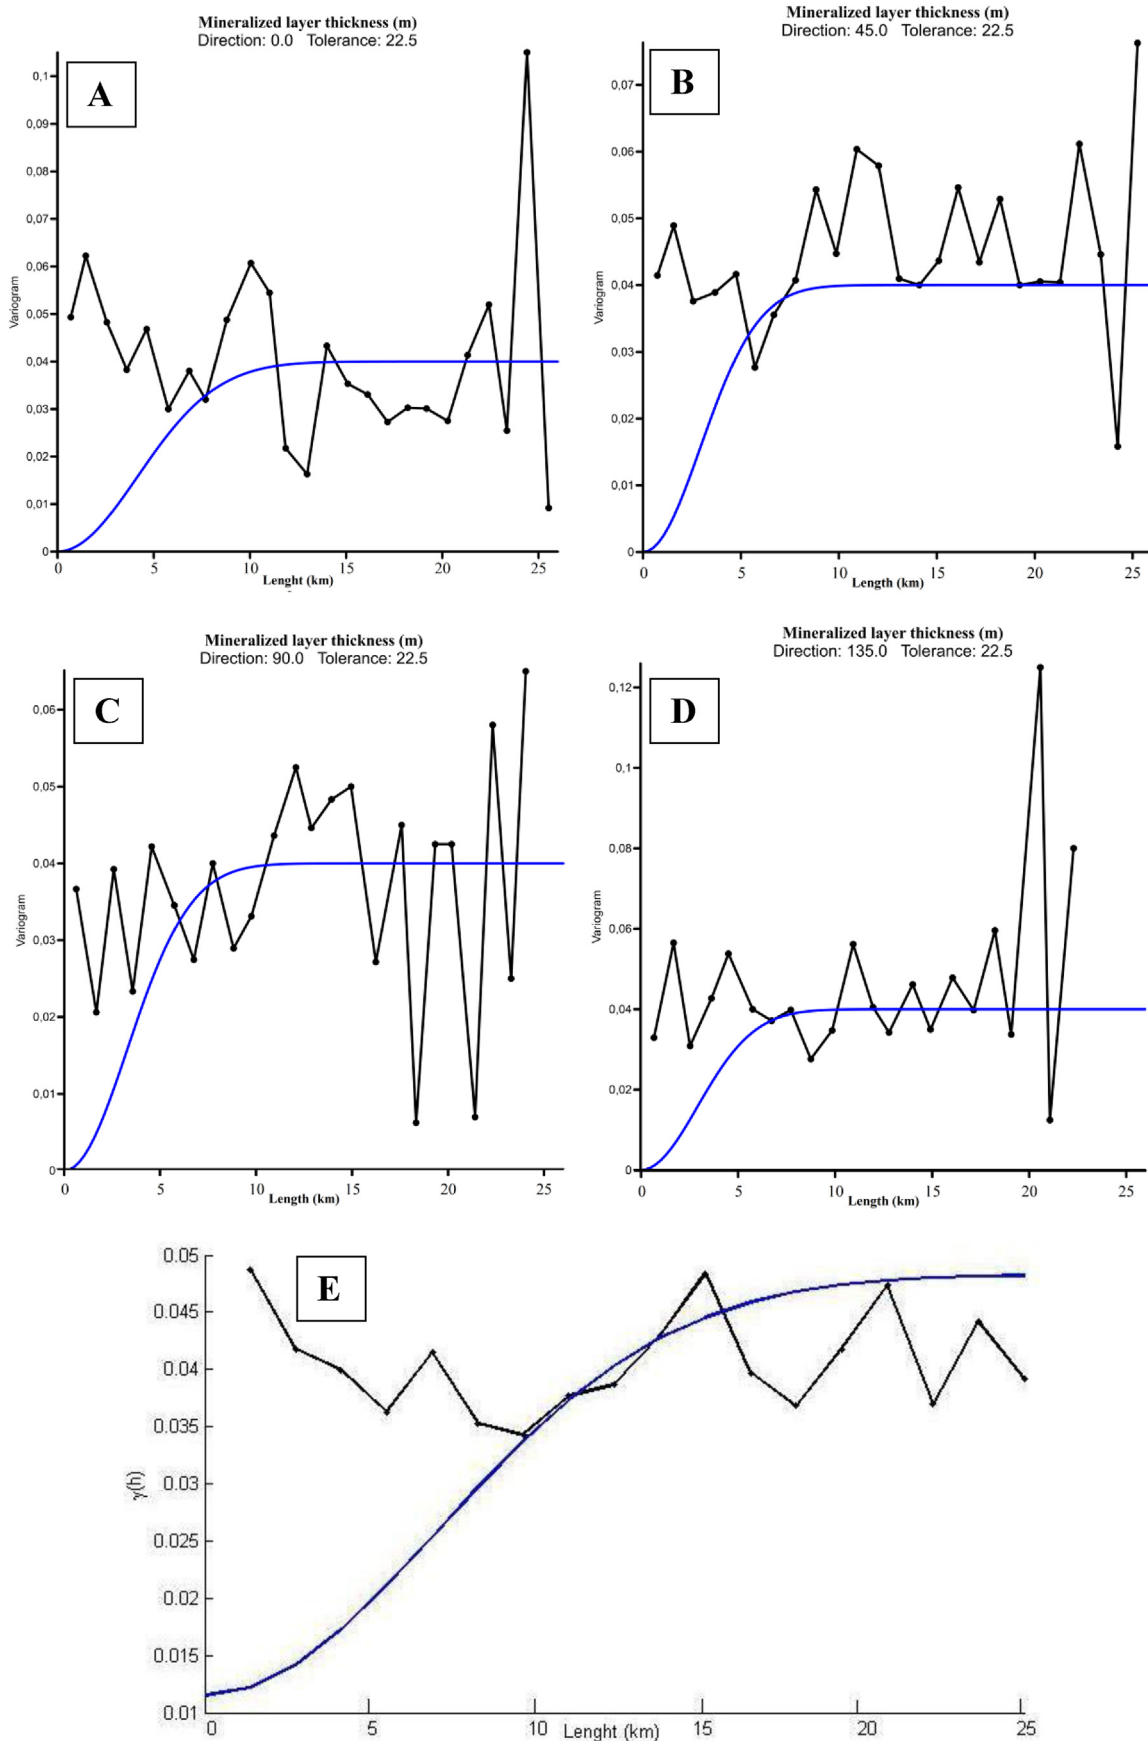 Mineralized layer thickness (m)
Direction: 0.0 Tolerance: 22.5
A
0,1
0,09
0,08
0,07
0,06
0,05
0,04
0,03
0,02
0,01
0
Variogram
0 5 10 15 20 25
Lenght (km)
Mineralized layer thickness (m)
Direction: 45.0 Tolerance: 22.5
B
0,07
0,06
0,05
0,04
0,03
0,02
0,01
0
Variogram
0 5 10 15 20 25
Length (km)
Mineralized layer thickness (m)
Direction: 90.0 Tolerance: 22.5
C
0,06
0,05
0,04
0,03
0,02
0,01
0
Variogram
0 5 10 15 20 25
Length (km)
Mineralized layer thickness (m)
Direction: 135.0 Tolerance: 22.5
D
0,12
0,1
0,08
0,06
0,04
0,02
0
Variogram
0 5 10 15 20 25
Length (km)
E
0.05
0.045
0.04
0.035
0.03
0.025
0.02
0.015
0.01
γ(h)
0 5 10 15 20 25
Lenght (km)